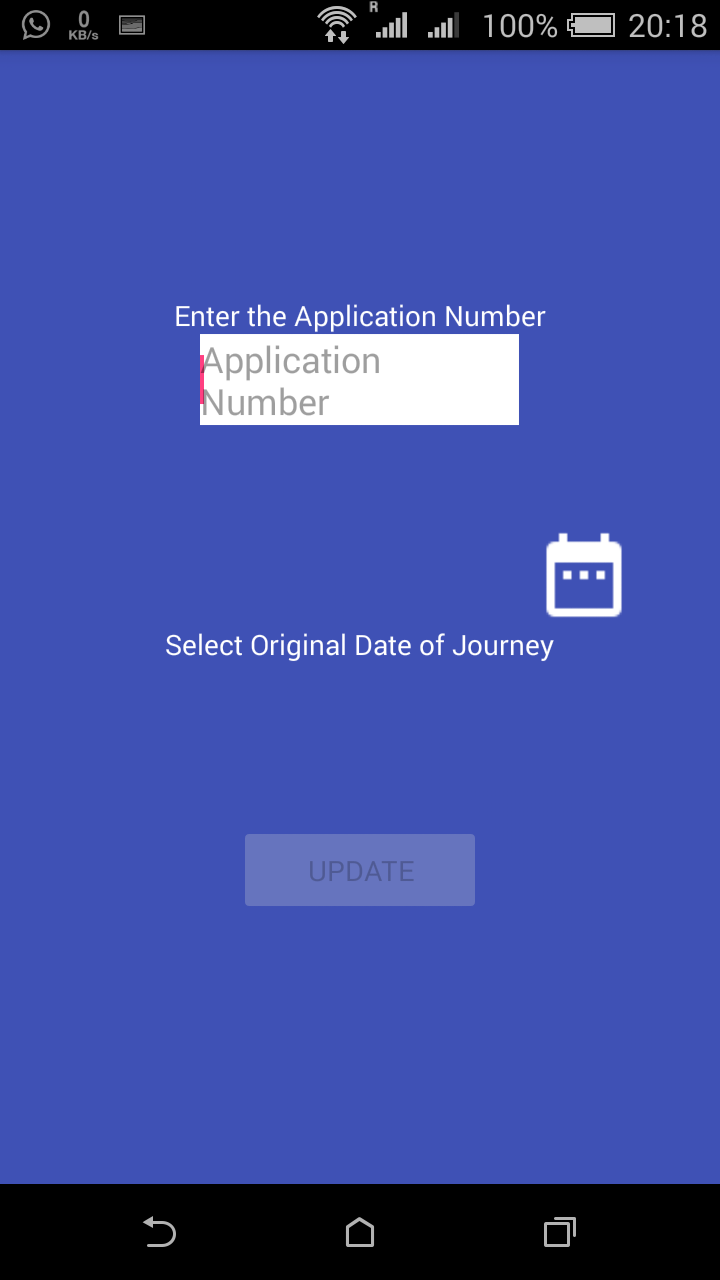 0
KB/s
R
100%
20:18
Enter the Application Number
Application
Number
Select Original Date of Journey
UPDATE